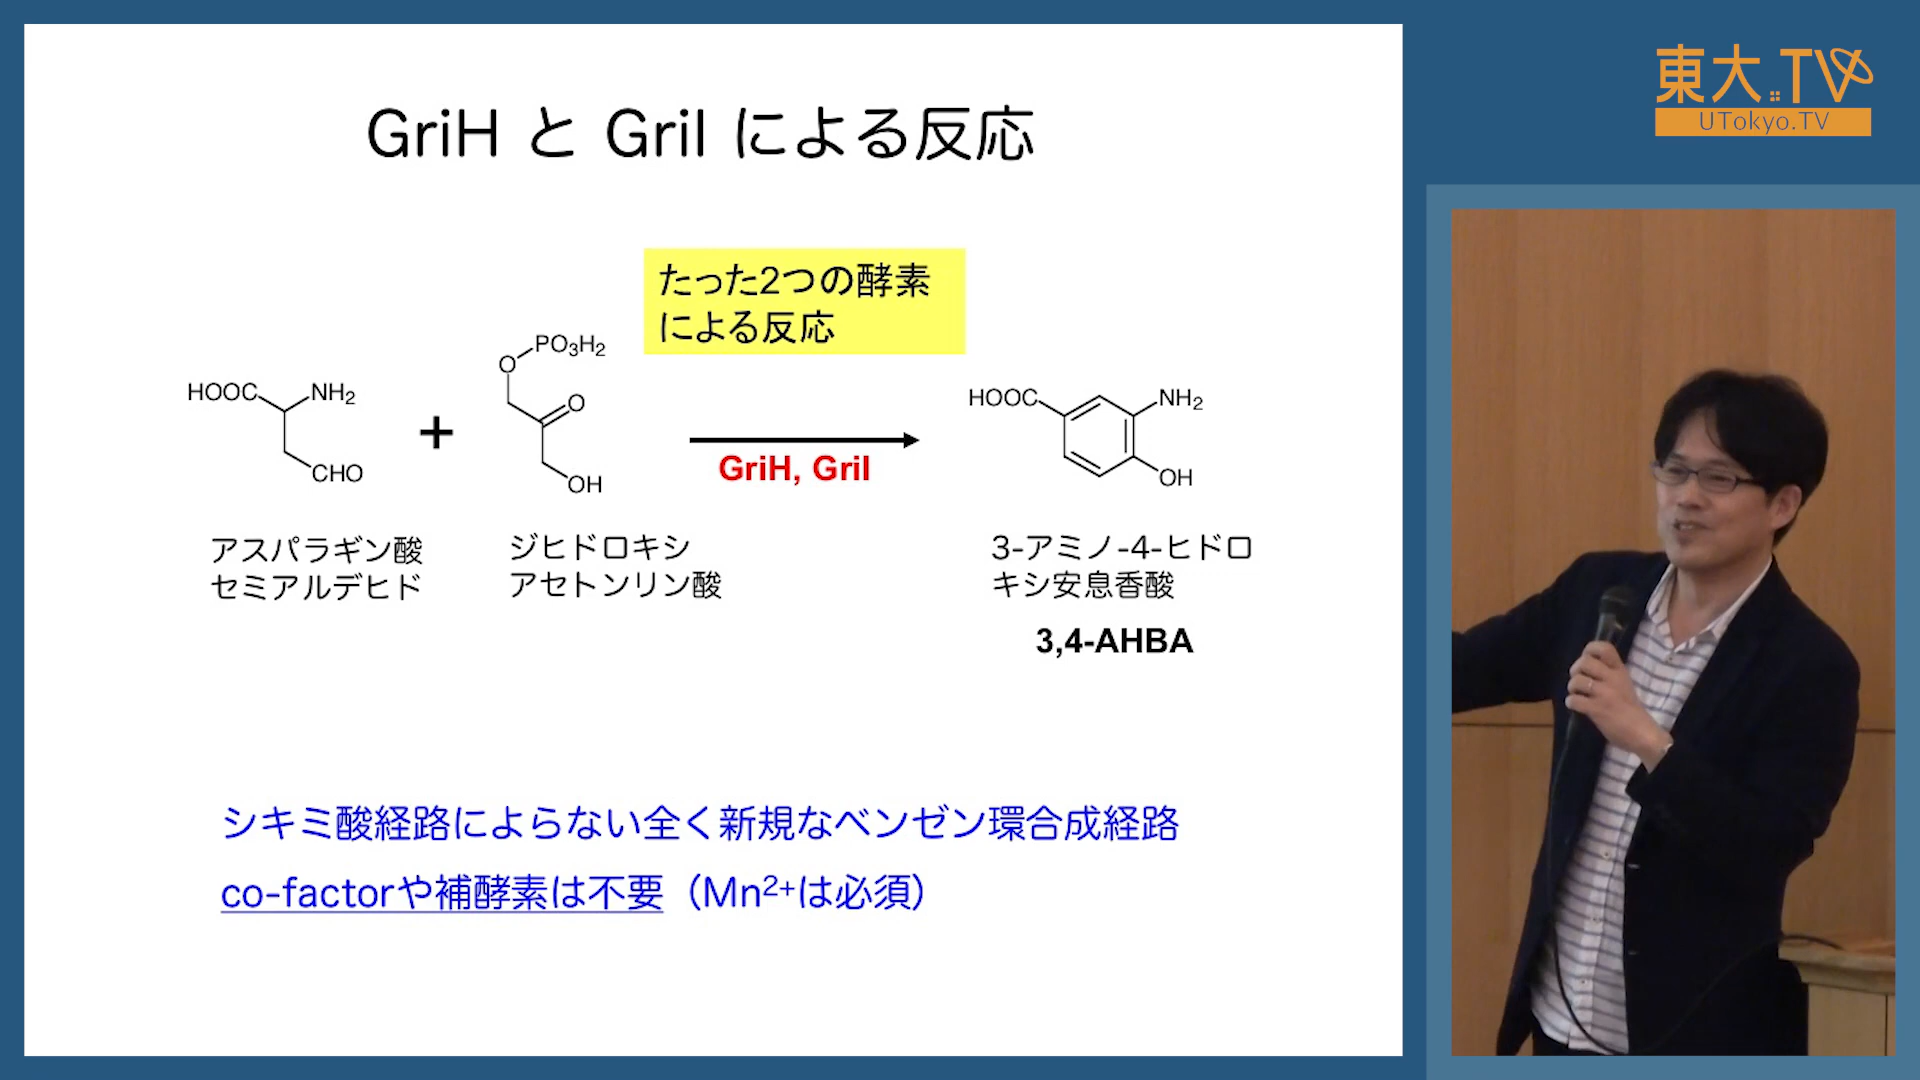 GriH と GriI による反応
たった2つの酵素
による反応
HOOC
NH2
CHO
+
PO3H2
O
O
OH
GriH, GriI
HOOC
NH2
OH
アスパラギン酸
セミアルデヒド
ジヒドロキシ
アセトンリン酸
3-アミノ-4-ヒドロ
キシ安息香酸
3,4-AHBA
シキミ酸経路によらない全く新規なベンゼン環合成経路
co-factorや補酵素は不要（Mn2+は必須）
東大.TV
UTokyo.TV